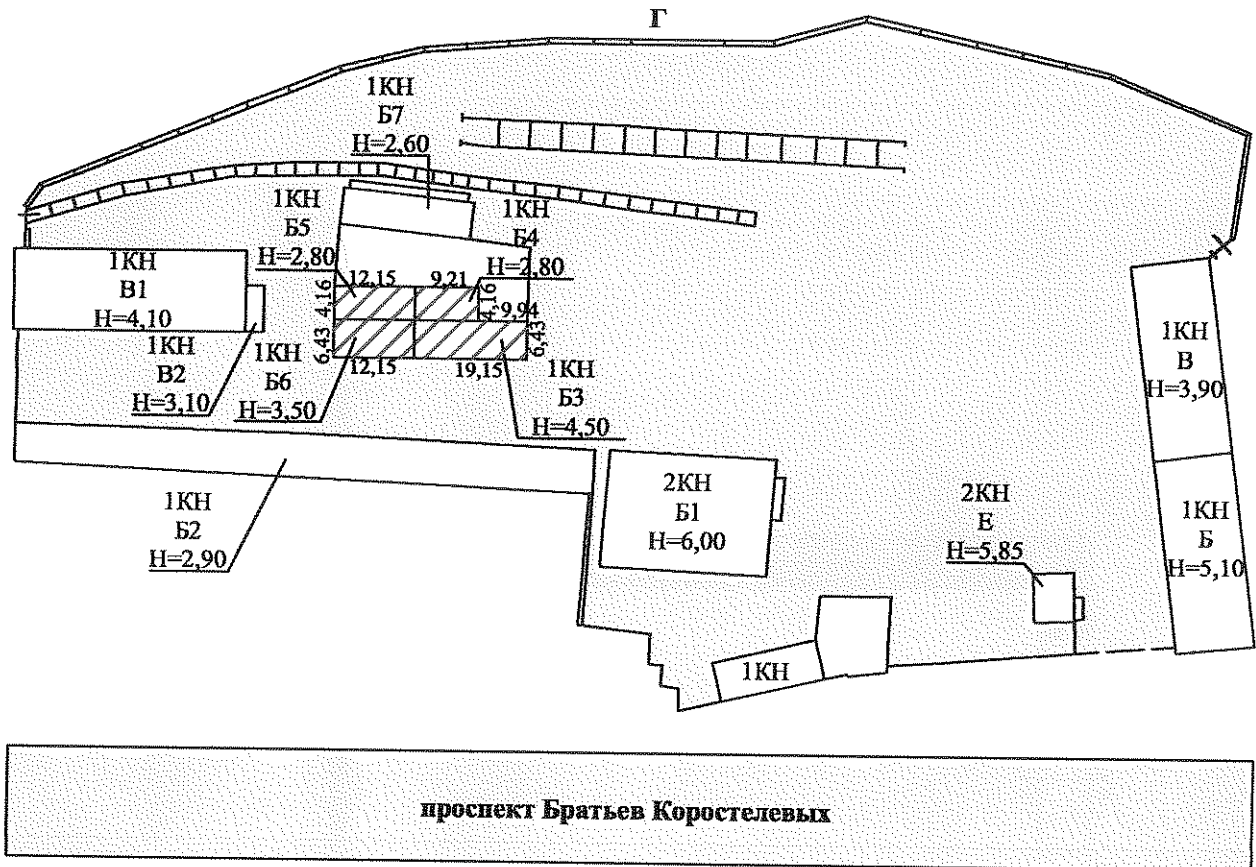 Г
1КН
Б7
Н=2,60
1КН
Б5
Н=2,80
1КН
Б4
Н=2,80
1КН
В1
Н=4,10
12,15
9,21
4,16
4,16
9,94
6,43
6,43
12,15
19,15
1КН
В2
Н=3,10
1КН
Б6
Н=3,50
1КН
Б3
Н=4,50
1КН
В
Н=3,90
1КН
Б2
Н=2,90
2КН
Б1
Н=6,00
2КН
Е
Н=5,85
1КН
Б
Н=5,10
1КН
проспект Братьев Коростелевых